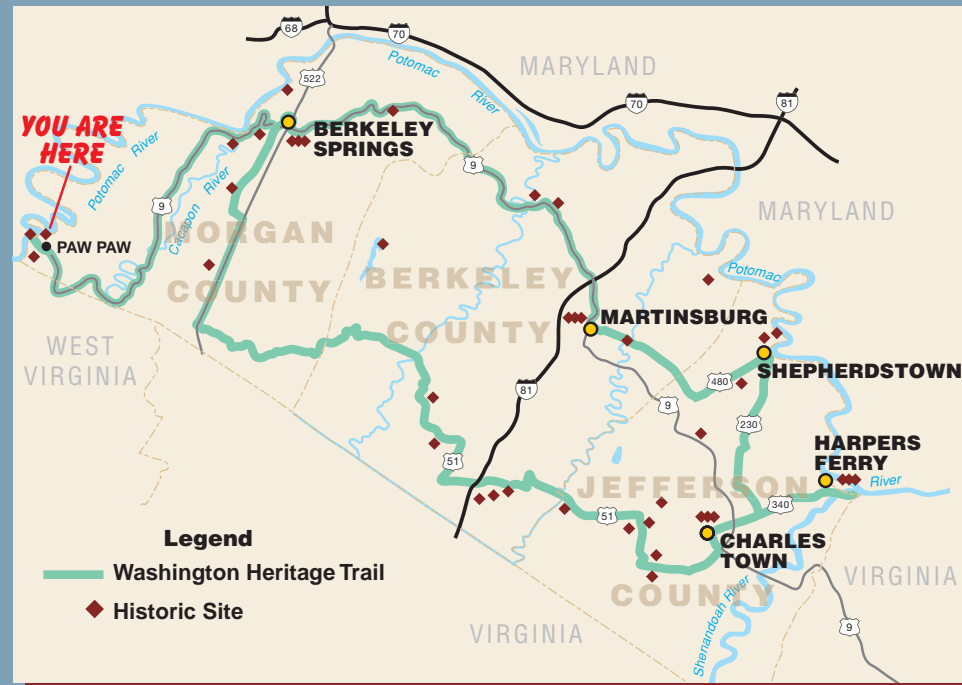 68
70
Potomac
River
MARYLAND
522
70
81
YOU ARE
HERE
Potomac
River
BERKELEY
SPRINGS
9
9
Cacapon
River
MARYLAND
PAW PAW
MORGAN
COUNTY
BERKELEY
COUNTY
Potomac
MARTINSBURG
WEST
VIRGINIA
SHEPHERDSTOWN
480
81
9
230
HARPERS
FERRY
51
River
JEFFERSON
340
51
Legend
Washington Heritage Trail
Historic Site
CHARLES
TOWN
VIRGINIA
COUNTY
Shenandoah River
VIRGINIA
9